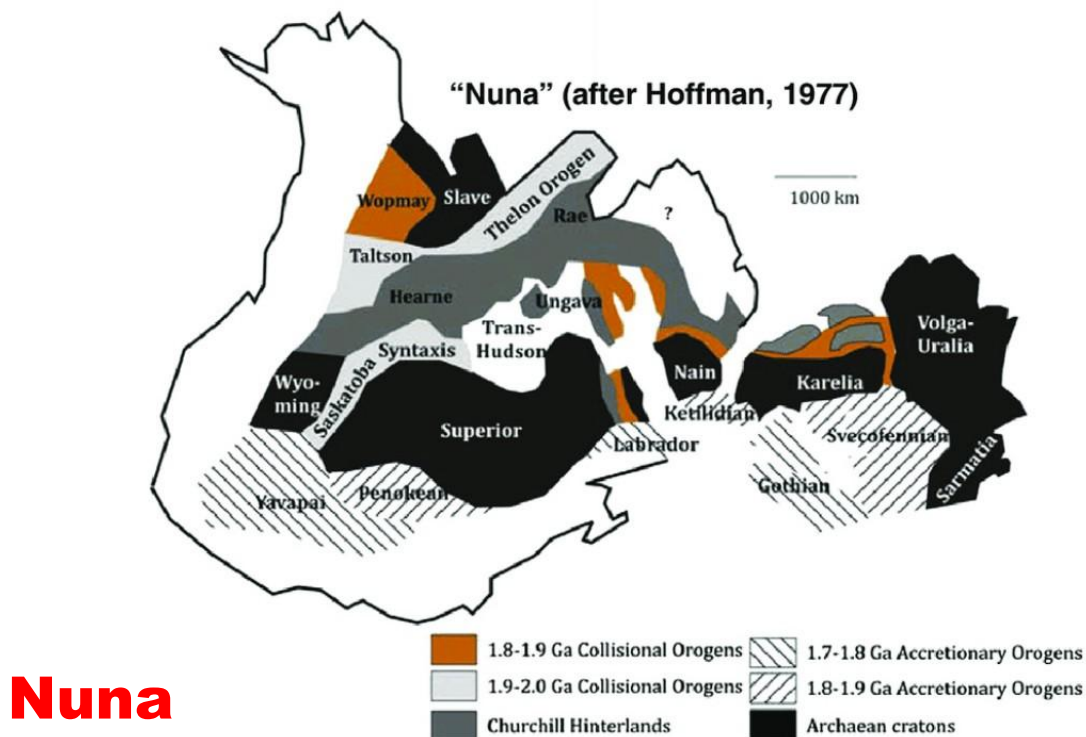 “Nuna” (after Hoffman, 1977)
1000 km
Wopmay
Slave
Thelon Orogen
Rae
?
Taltson
Hearne
Ungava
Trans-
Hudson
Syntaxis
Saskatoba
Wyo-
ming
Superior
Nain
Ketilidian
Labrador
Penokean
Yavapai
Karelia
Volga-
Uralia
Svecofennian
Sarmatia
Gothian
1.8-1.9 Ga Collisional Orogens
1.9-2.0 Ga Collisional Orogens
Churchill Hinterlands
1.7-1.8 Ga Accretionary Orogens
1.8-1.9 Ga Accretionary Orogens
Archaean cratons
Nuna